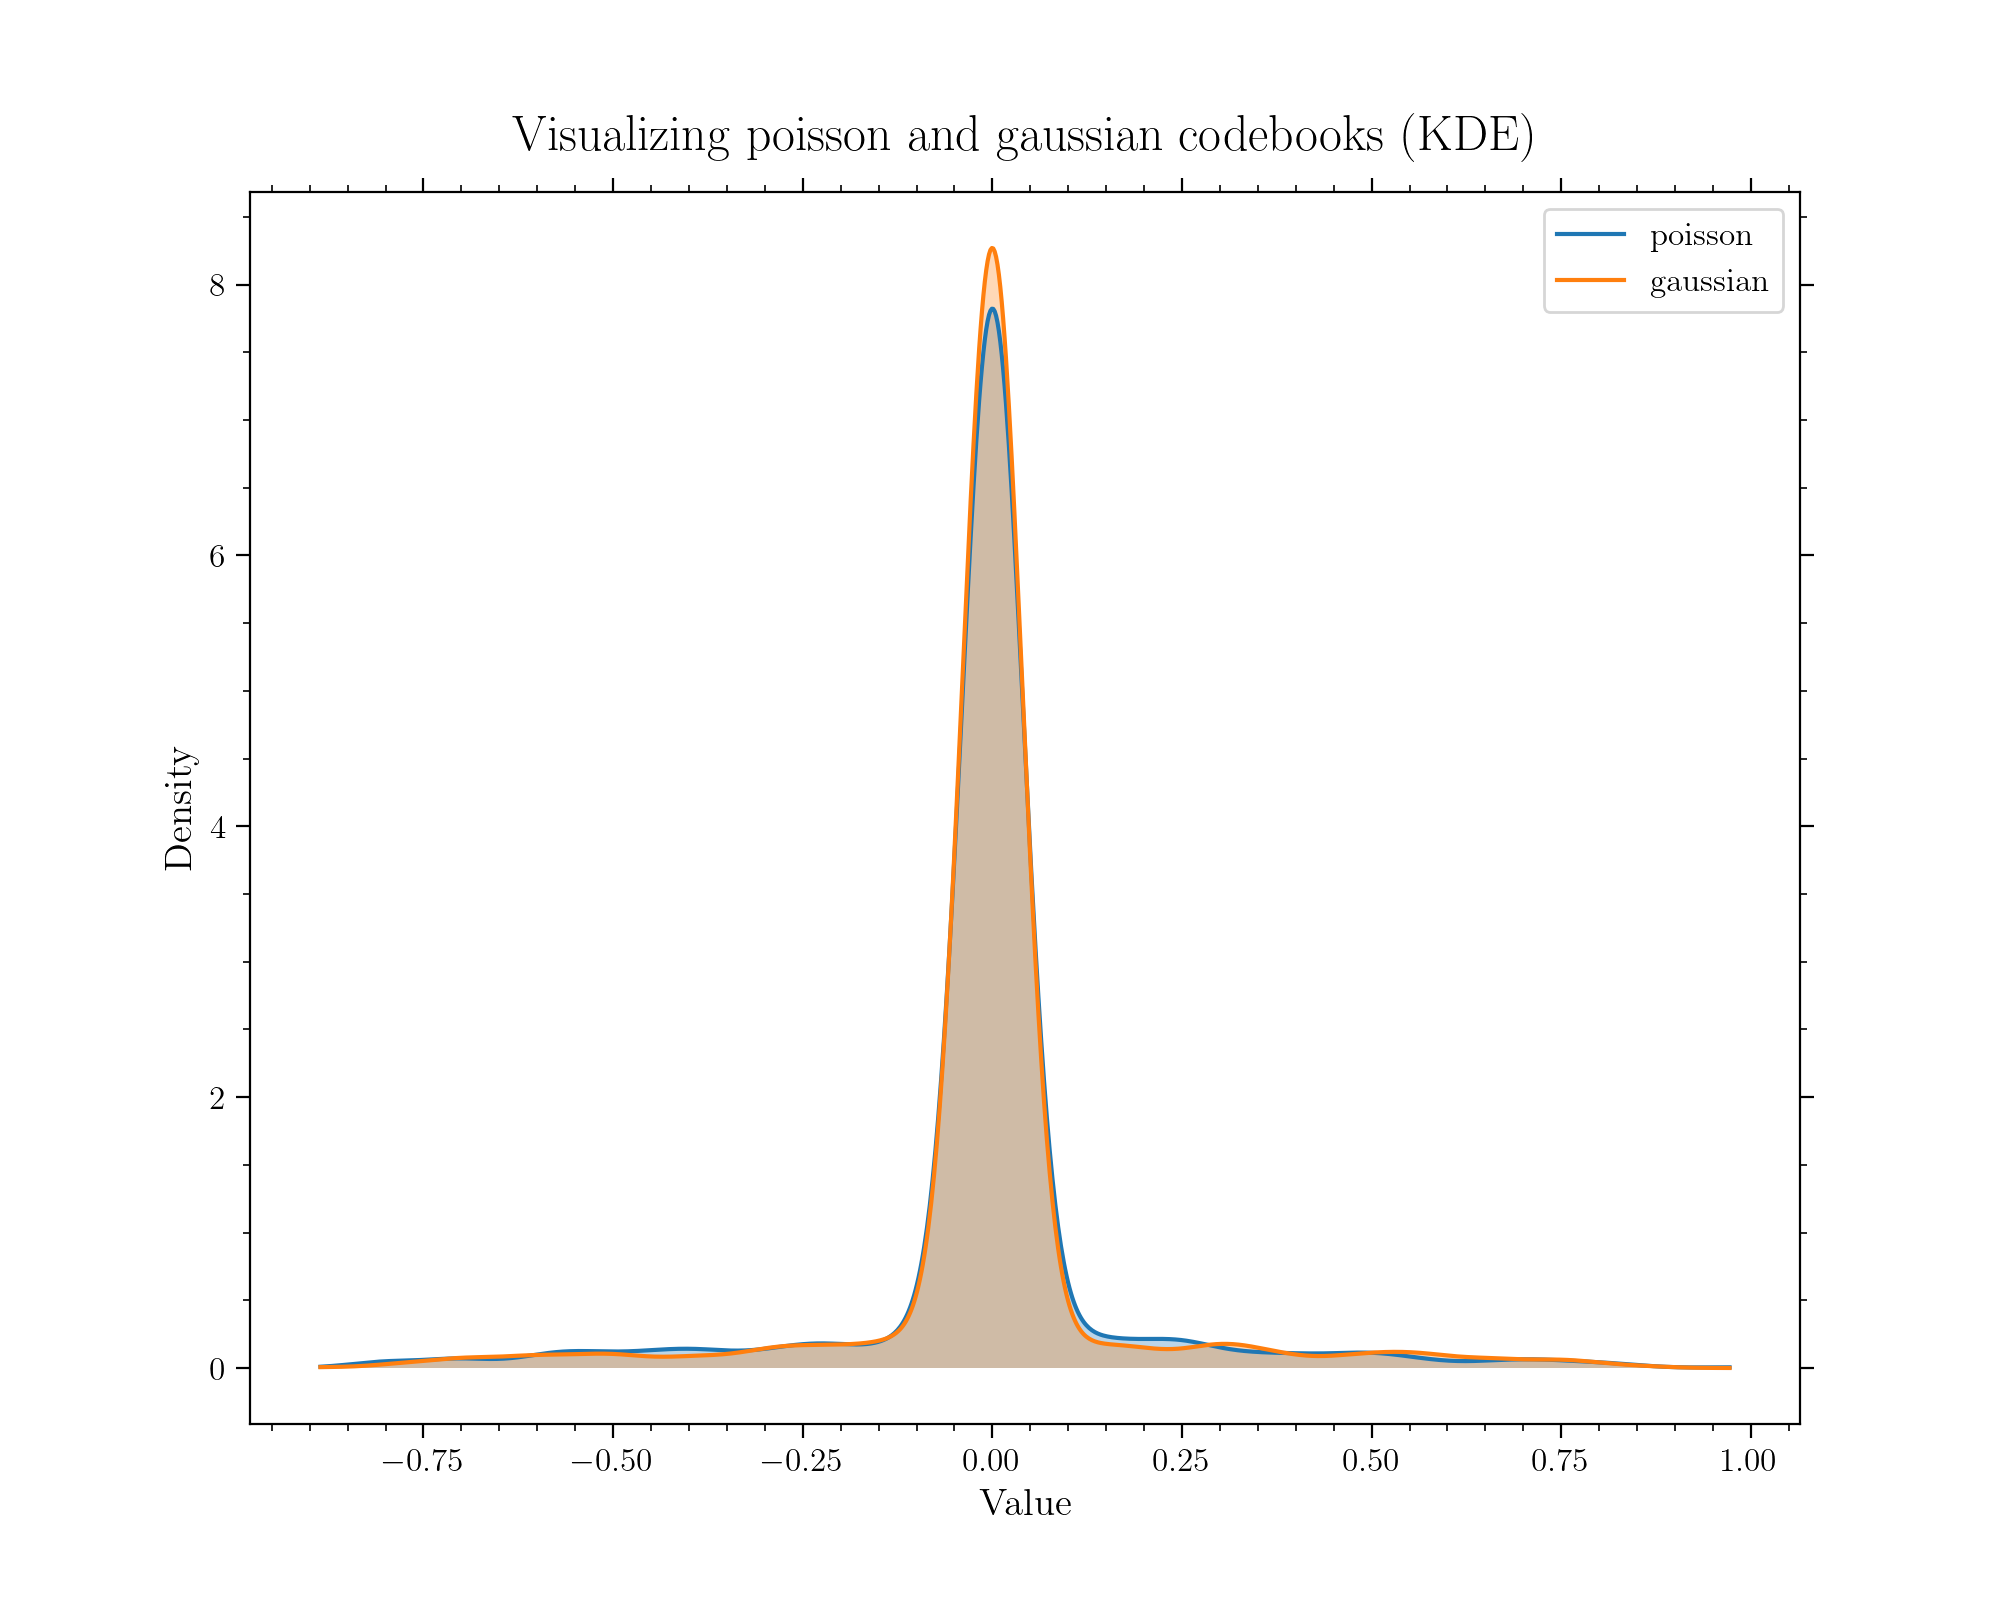 Visualizing poisson and gaussian codebooks (KDE)
poisson
gaussian
8
6
4
2
0
Density
−0.75 −0.50 −0.25 0.00 0.25 0.50 0.75 1.00
Value